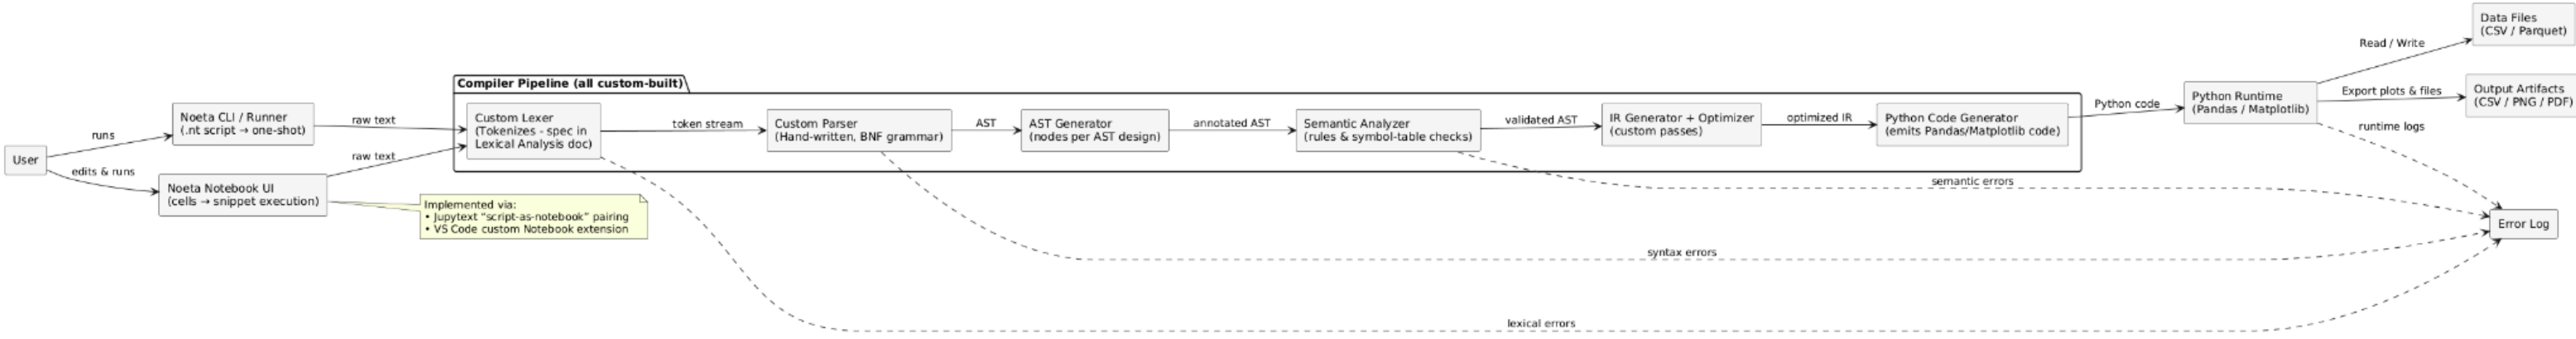 User
runs
edits & runs
Noeta CLI / Runner
(.nt script → one-shot)
Noeta Notebook UI
(cells → snippet execution)
raw text
raw text
Implemented via:
• Jupytext “script-as-notebook” pairing
• VS Code custom Notebook extension
Compiler Pipeline (all custom-built)
Custom Lexer
(Tokenizes - spec in
Lexical Analysis doc)
token stream
Custom Parser
(Hand-written, BNF grammar)
AST
AST Generator
(nodes per AST design)
annotated AST
Semantic Analyzer
(rules & symbol-table checks)
validated AST
IR Generator + Optimizer
(custom passes)
optimized IR
Python Code Generator
(emits Pandas/Matplotlib code)
Python code
Python Runtime
(Pandas / Matplotlib)
Read / Write
Data Files
(CSV / Parquet)
Export plots & files
Output Artifacts
(CSV / PNG / PDF)
runtime logs
semantic errors
syntax errors
lexical errors
Error Log